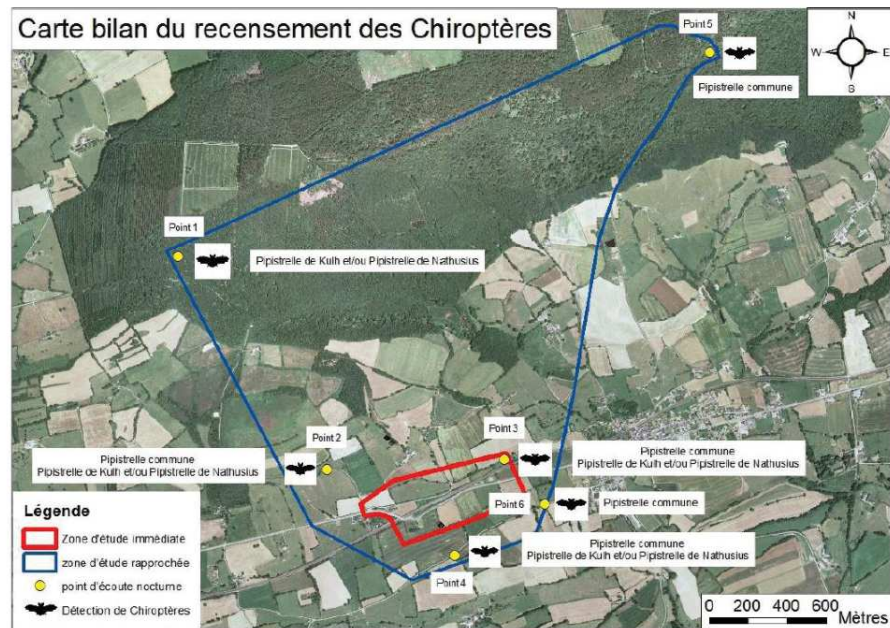 Carte bilan du recensement des Chiroptères
Point 5
N
W
E
S
Pipistrelle commune
Point 1
Pipistrelle de Kulh et/ou Pipistrelle de Nathusius
Point 2
Point 3
Pipistrelle commune
Pipistrelle de Kulh et/ou Pipistrelle de Nathusius
Pipistrelle commune
Pipistrelle de Kulh et/ou Pipistrelle de Nathusius
Point 6
Pipistrelle commune
Pipistrelle commune
Pipistrelle de Kulh et/ou Pipistrelle de Nathusius
Point 4
Légende
Zone d'étude immédiate
zone d'étude rapprochée
point d'écoute nocturne
Détection de Chiroptères
0 200 400 600
Mètres